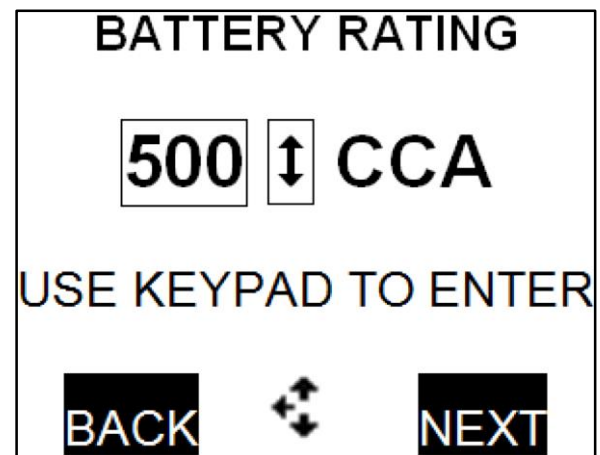 BATTERY RATING
500 CCA
USE KEYPAD TO ENTER
BACK NEXT